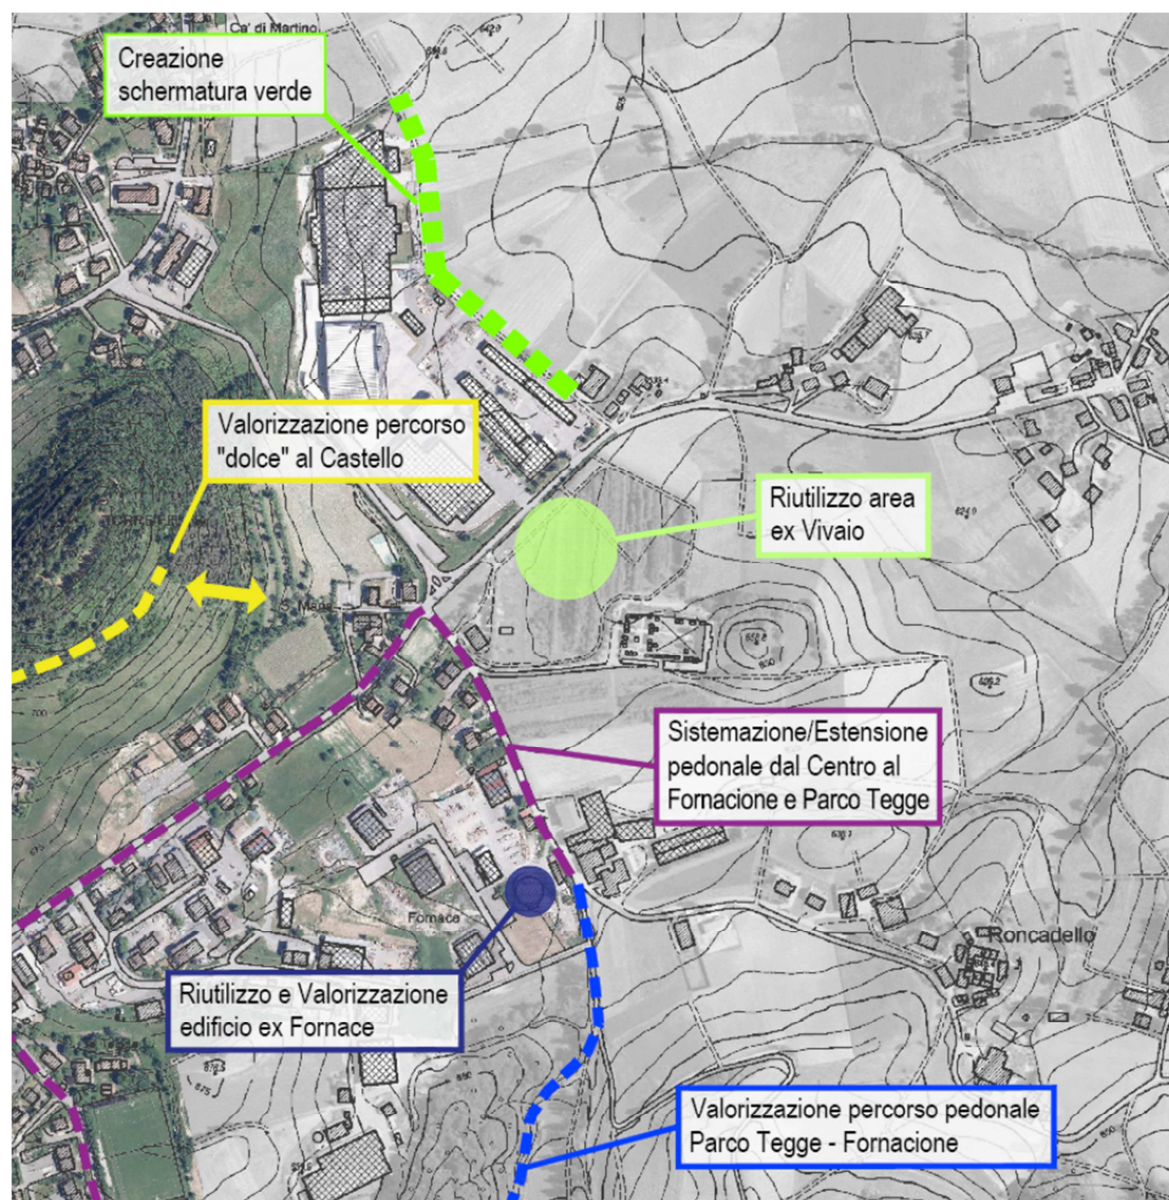 Ca' di Martino
Creazione
schermatura verde
Valorizzazione percorso
"dolce" al Castello
Riutilizzo area
ex Vivaio
Sistemazione/Estensione
pedonale dal Centro al
Fornacione e Parco Tegge
Fornace
Roncadello
Riutilizzo e Valorizzazione
edificio ex Fornace
Valorizzazione percorso pedonale
Parco Tegge - Fornacione